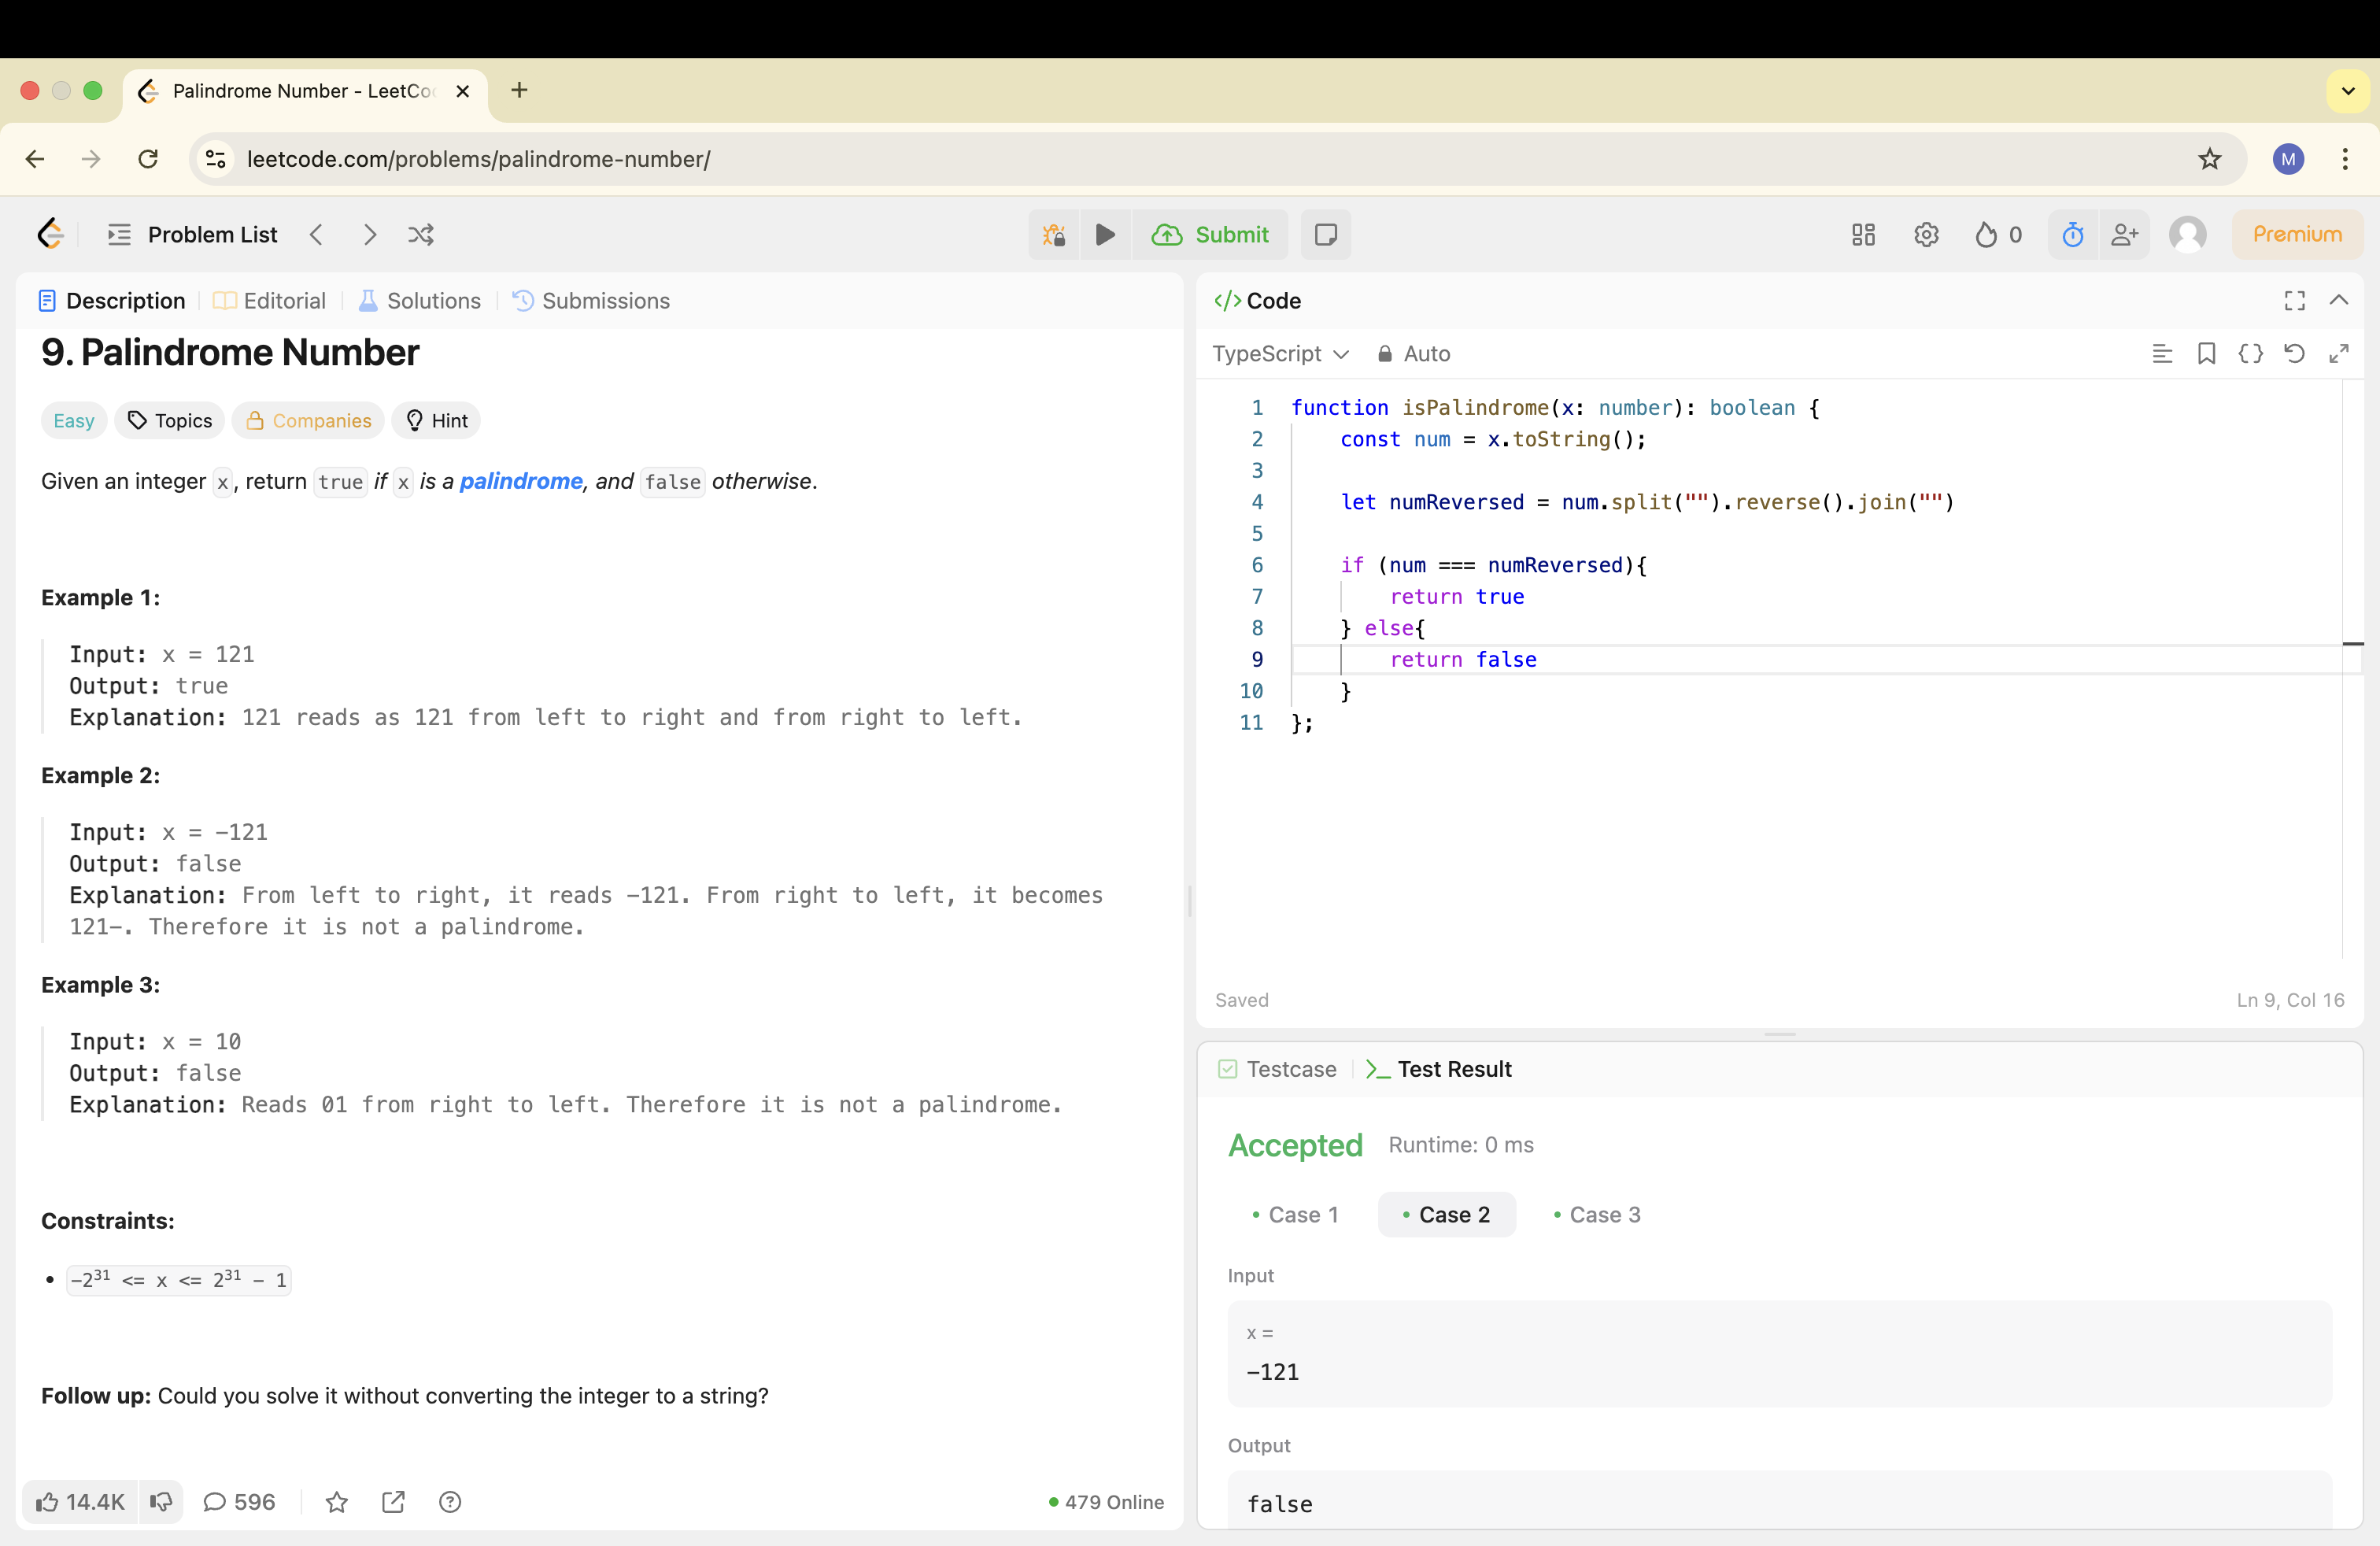 Palindrome Number - LeetCo
leetcode.com/problems/palindrome-number/
M
Problem List
Submit
0
Premium
Description
Editorial
Solutions
Submissions
9. Palindrome Number
Easy
Topics
Companies
Hint
Given an integer x, return true if x is a palindrome, and false otherwise.
Example 1:
Input: x = 121
Output: true
Explanation: 121 reads as 121 from left to right and from right to left.
Example 2:
Input: x = -121
Output: false
Explanation: From left to right, it reads -121. From right to left, it becomes
121-. Therefore it is not a palindrome.
Example 3:
Input: x = 10
Output: false
Explanation: Reads 01 from right to left. Therefore it is not a palindrome.
Constraints:
• -2³¹ <= x <= 2³¹ - 1
Follow up: Could you solve it without converting the integer to a string?
14.4K
596
479 Online
</> Code
TypeScript
Auto
1 function isPalindrome(x: number): boolean {
2     const num = x.toString();
3
4     let numReversed = num.split("").reverse().join("")
5
6     if (num === numReversed){
7         return true
8     } else{
9         return false
10     }
11 };
Saved
Ln 9, Col 16
Testcase
>_ Test Result
Accepted
Runtime: 0 ms
• Case 1
• Case 2
• Case 3
Input
x =
-121
Output
false